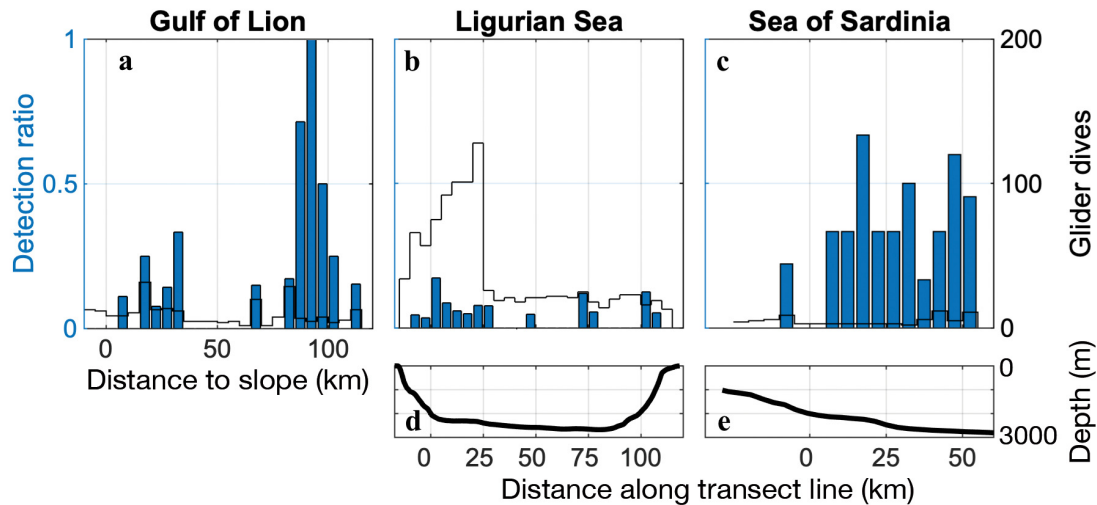 Gulf of Lion
Ligurian Sea
Sea of Sardinia
a
b
c
1
0.5
0
Detection ratio
200
100
0
Glider dives
0
50
100
Distance to slope (km)
d
e
0
3000
Depth (m)
0
25
50
75
100
0
25
50
Distance along transect line (km)